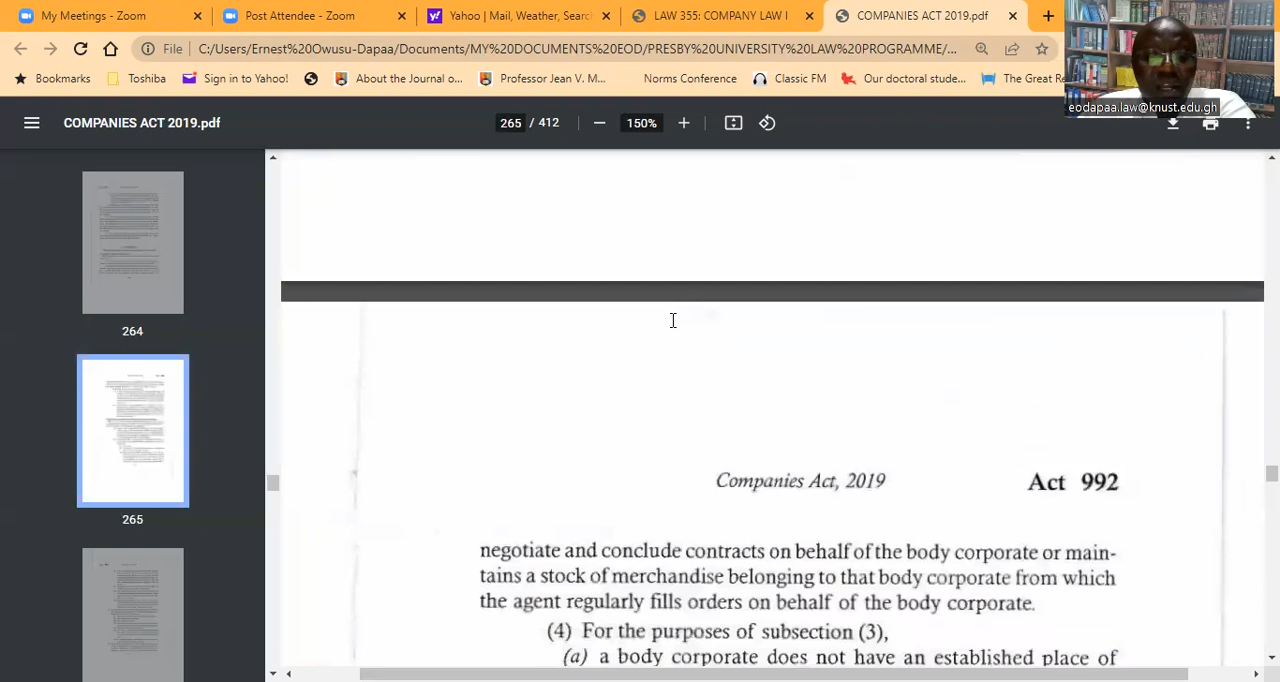 My Meetings - Zoom
Post Attendee - Zoom
Yahoo | Mail, Weather, Searc
LAW 355: COMPANY LAW I
COMPANIES ACT 2019.pdf
File
C:/Users/Ernest%20Owusu-Dapaa/Documents/MY%20DOCUMENTS%20EOD/PRESBY%20UNIVERSITY%20LAW%20PROGRAMME/...
Bookmarks
Toshiba
Sign in to Yahoo!
About the Journal o...
Professor Jean V. M...
Norms Conference
Classic FM
Our doctoral stude...
The Great Re
eodapaa.law@knust.edu.gh
COMPANIES ACT 2019.pdf
265 / 412
150%
264
265
Companies Act, 2019
Act 992
negotiate and conclude contracts on behalf of the body corporate or main-
tains a stock of merchandise belonging to that body corporate from which
the agent regularly fills orders on behalf of the body corporate.
(4) For the purposes of subsection (3),
(a) a body corporate does not have an established place of